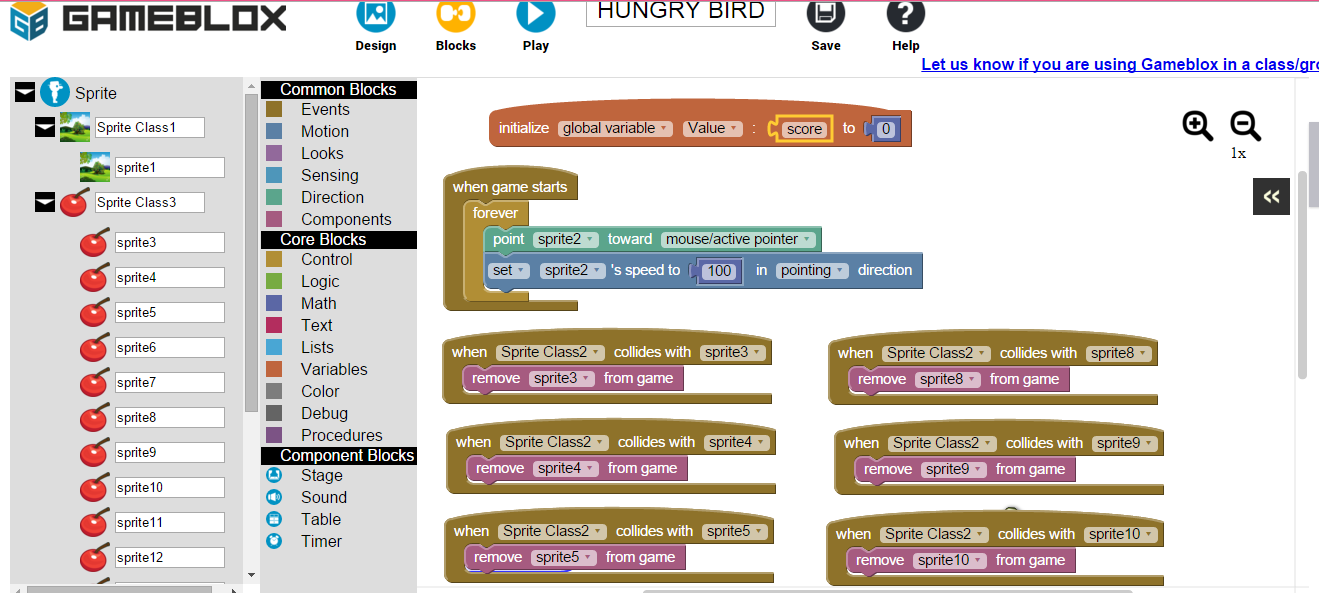 GAMEBLOX
Design
Blocks
Play
HUNGRY BIRD
Save
Help
Let us know if you are using Gameblox in a class/gro
Sprite
Sprite Class1
sprite1
Sprite Class3
sprite3
sprite4
sprite5
sprite6
sprite7
sprite8
sprite9
sprite10
sprite11
sprite12
Common Blocks
Events
Motion
Looks
Sensing
Direction
Components
Core Blocks
Control
Logic
Math
Text
Lists
Variables
Color
Debug
Procedures
Component Blocks
Stage
Sound
Table
Timer
initialize global variable Value : score to 0
1x
when game starts
forever
point sprite2 toward mouse/active pointer
set sprite2 's speed to 100 in pointing direction
when Sprite Class2 collides with sprite3
remove sprite3 from game
when Sprite Class2 collides with sprite4
remove sprite4 from game
when Sprite Class2 collides with sprite5
remove sprite5 from game
when Sprite Class2 collides with sprite8
remove sprite8 from game
when Sprite Class2 collides with sprite9
remove sprite9 from game
when Sprite Class2 collides with sprite10
remove sprite10 from game